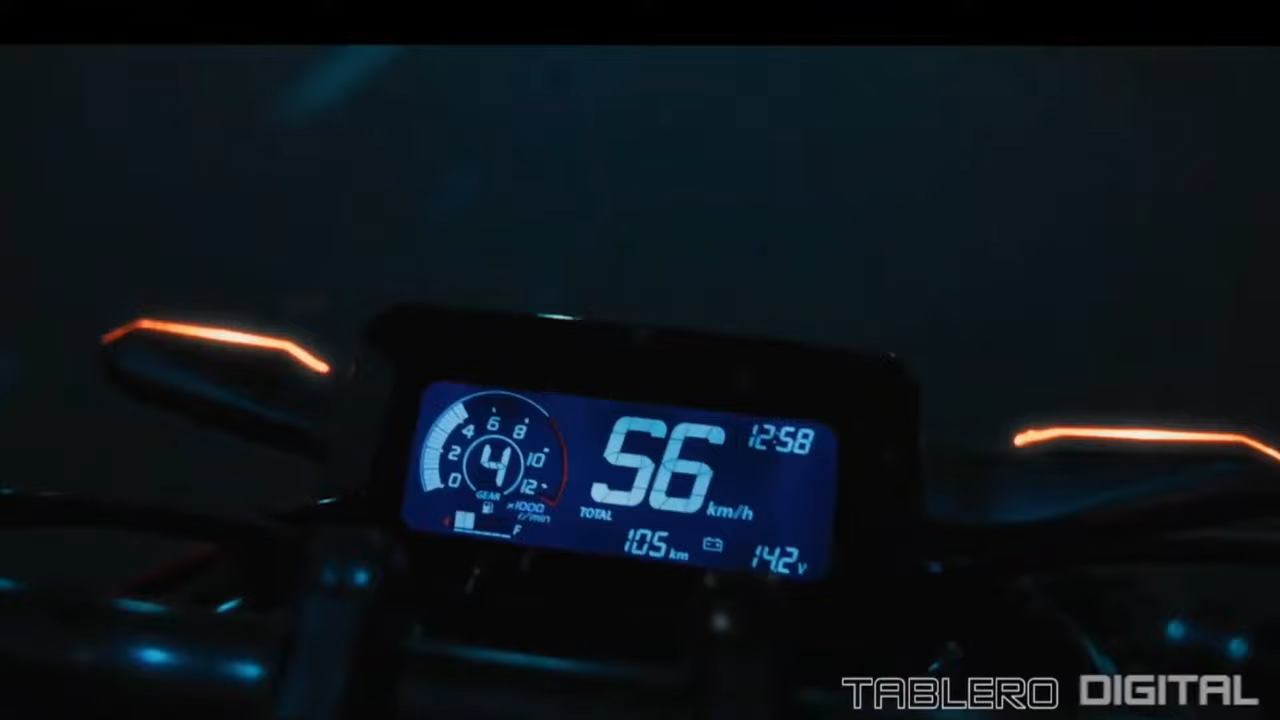 12:58
56 km/h
0 2 4 6 8 10 12
4
GEAR
x1000
r/min
F
TOTAL
105 km
14.2 v
TABLERO DIGITAL